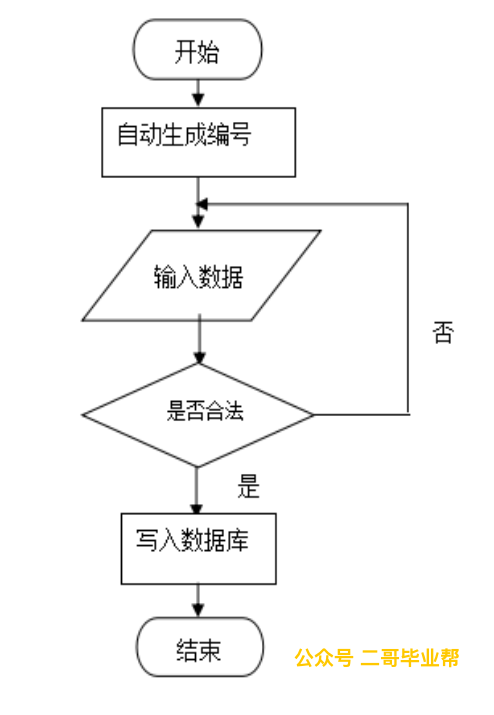 开始
自动生成编号
输入数据
否
是否合法
是
写入数据库
结束
公众号 二哥毕业帮